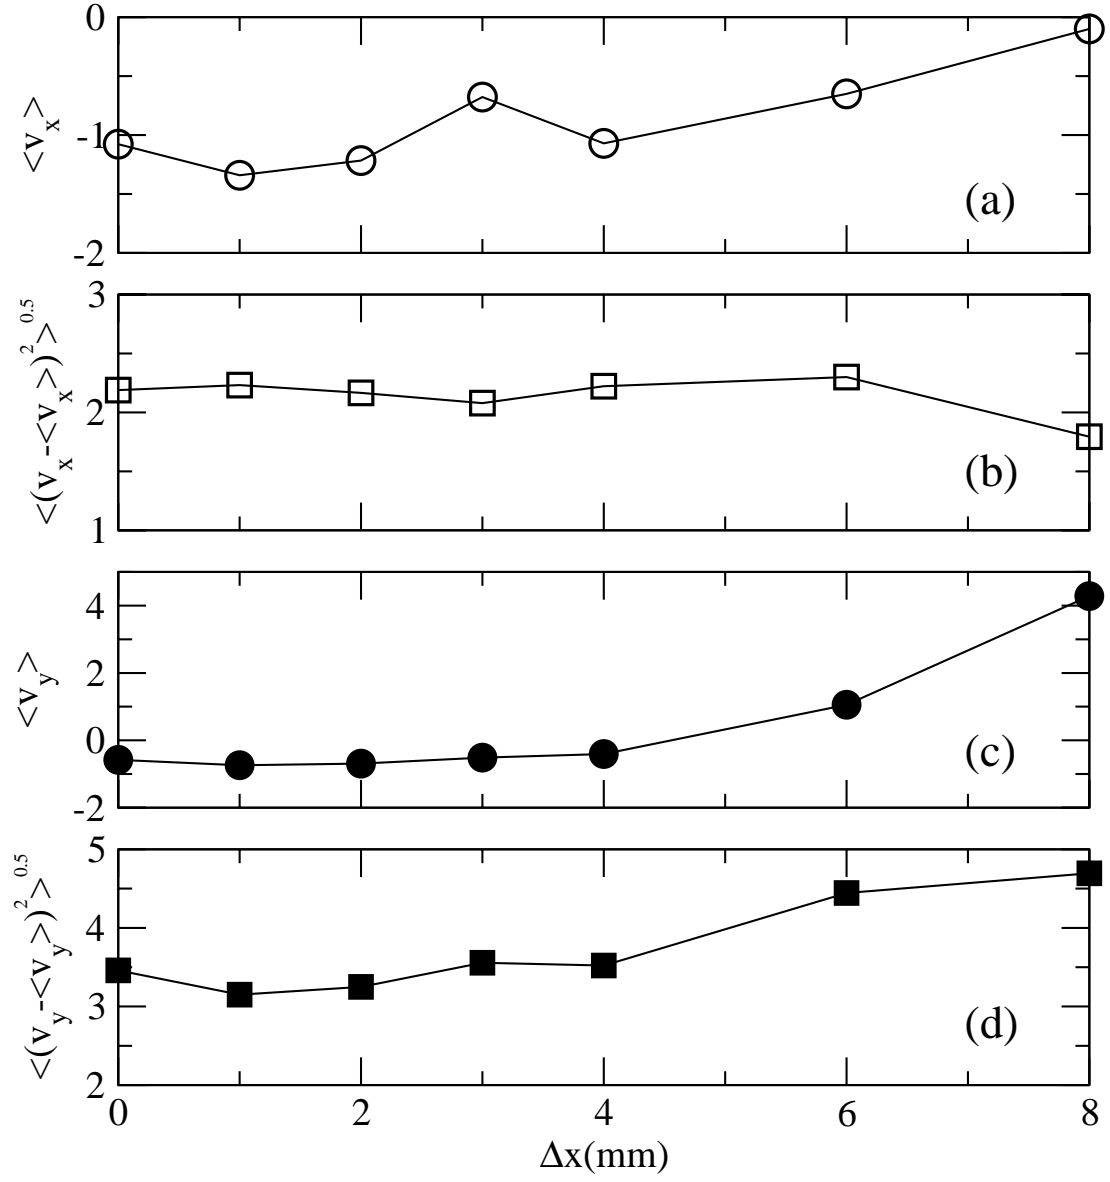 0
-1
-2
<v_x>
(a)
3
2
1
<(v_x-<v_x>)^2>^0.5
(b)
4
2
0
-2
<v_y>
(c)
5
4
3
2
<(v_y-<v_y>)^2>^0.5
(d)
0 2 4 6 8
Δx(mm)